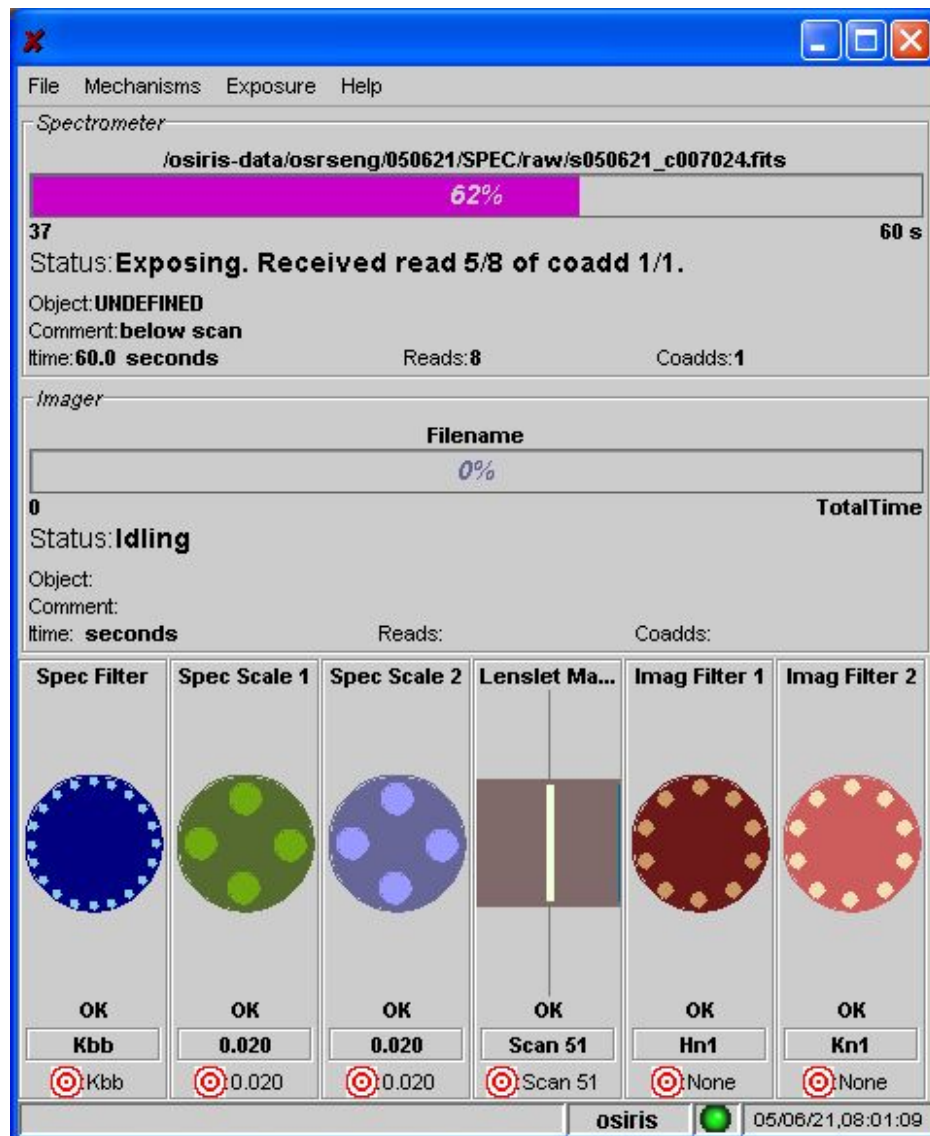 File Mechanisms Exposure Help
Spectrometer
/osiris-data/osrseng/050621/SPEC/raw/s050621_c007024.fits
62%
37 60 s
Status:Exposing. Received read 5/8 of coadd 1/1.
Object:UNDEFINED
Comment:below scan
Itime:60.0 seconds Reads:8 Coadds:1
Imager
Filename
0%
0 TotalTime
Status:Idling
Object:
Comment:
Itime: seconds Reads: Coadds:
Spec Filter Spec Scale 1 Spec Scale 2 Lenslet Ma... Imag Filter 1 Imag Filter 2
OK OK OK OK OK OK
Kbb 0.020 0.020 Scan 51 Hn1 Kn1
:Kbb :0.020 :0.020 :Scan 51 :None :None
osiris 05/06/21,08:01:09